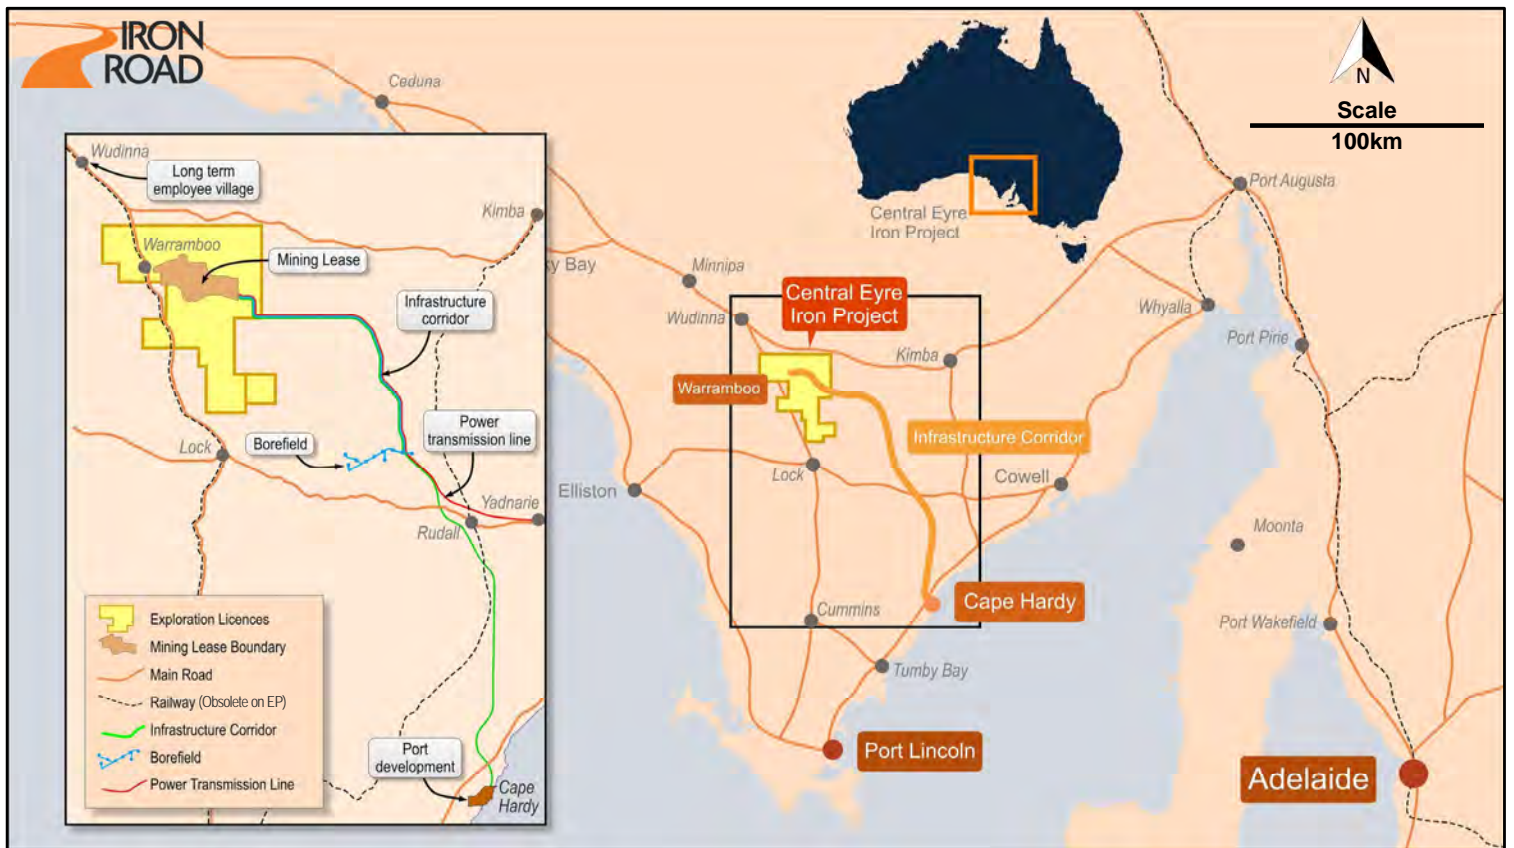 IRON
ROAD
Ceduna
N
Scale
100km
Port Augusta
Central Eyre
Iron Project
ky Bay
Minnipa
Central Eyre
Iron Project
Wudinna
Whyalla
Port Pirie
Kimba
Warramboo
Infrastructure Corridor
Lock
Cowell
Elliston
Moonta
Cape Hardy
Cummins
Port Wakefield
Tumby Bay
Port Lincoln
Adelaide
Wudinna
Long term
employee village
Kimba
Warramboo
Mining Lease
Infrastructure
corridor
Power
transmission line
Borefield
Lock
Yadnarie
Rudall
Exploration Licences
Mining Lease Boundary
Main Road
Railway (Obsolete on EP)
Infrastructure Corridor
Borefield
Power Transmission Line
Port
development
Cape
Hardy